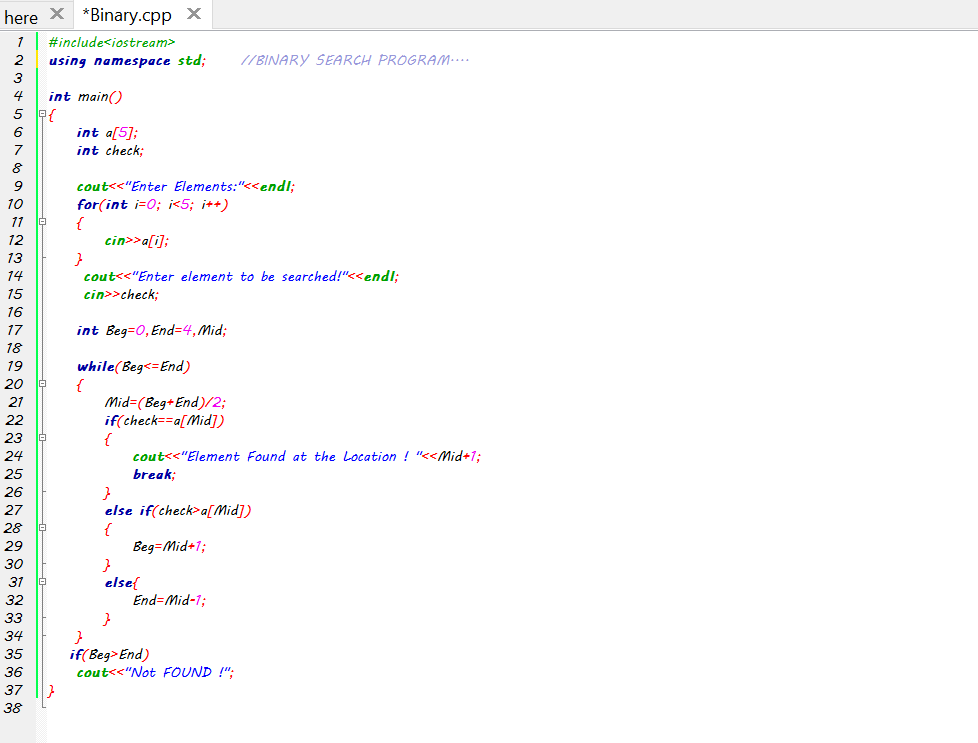 here × *Binary.cpp ×
1 #include<iostream>
2 using namespace std; //BINARY SEARCH PROGRAM....
3
4 int main()
5 {
6 int a[5];
7 int check;
8
9 cout<<"Enter Elements:"<<endl;
10 for(int i=0; i<5; i++)
11 {
12 cin>>a[i];
13 }
14 cout<<"Enter element to be searched!"<<endl;
15 cin>>check;
16
17 int Beg=0,End=4,Mid;
18
19 while(Beg<=End)
20 {
21 Mid=(Beg+End)/2;
22 if(check==a[Mid])
23 {
24 cout<<"Element Found at the Location ! "<<Mid+1;
25 break;
26 }
27 else if(check>a[Mid])
28 {
29 Beg=Mid+1;
30 }
31 else{
32 End=Mid-1;
33 }
34 }
35 if(Beg>End)
36 cout<<"Not FOUND !";
37 }
38